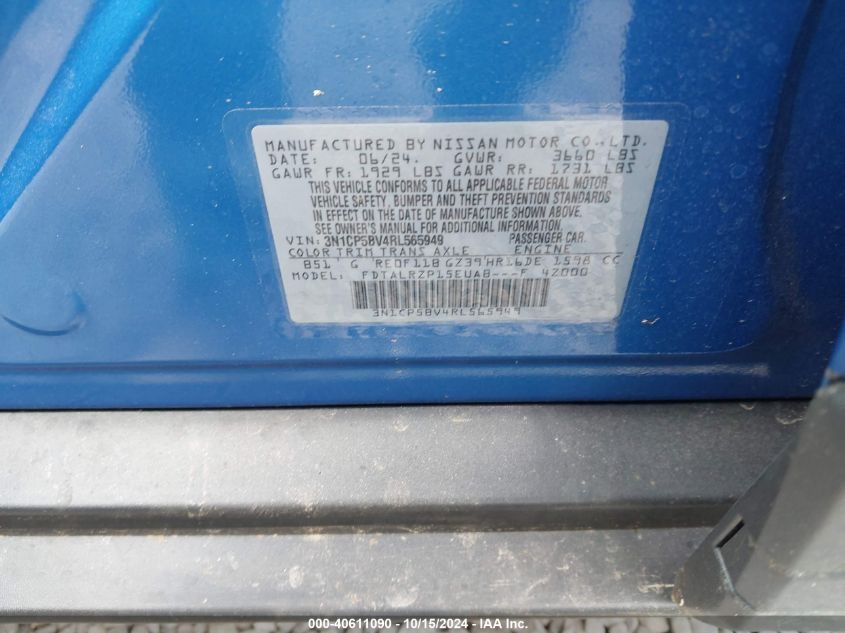 MANUFACTURED BY NISSAN MOTOR CO., LTD.
DATE: 06/24. GVWR: 3660 LBS
GAWR FR: 1929 LBS GAWR RR: 1731 LBS
THIS VEHICLE CONFORMS TO ALL APPLICABLE FEDERAL MOTOR
VEHICLE SAFETY, BUMPER AND THEFT PREVENTION STANDARDS
IN EFFECT ON THE DATE OF MANUFACTURE SHOWN ABOVE.
SEE OWNER'S MANUAL FOR ADDITIONAL INFORMATION
VIN: 3N1CP5BV4RL565949 PASSENGER CAR.
COLOR TRIM TRANS AXLE ENGINE
B51 G RE0F11B GZ39 HR16DE 1598 CC
MODEL: FDTALRZP15EUAB---F 42000
3N1CP5BV4RL565949
000-40611090 - 10/15/2024 - © IAA Inc.